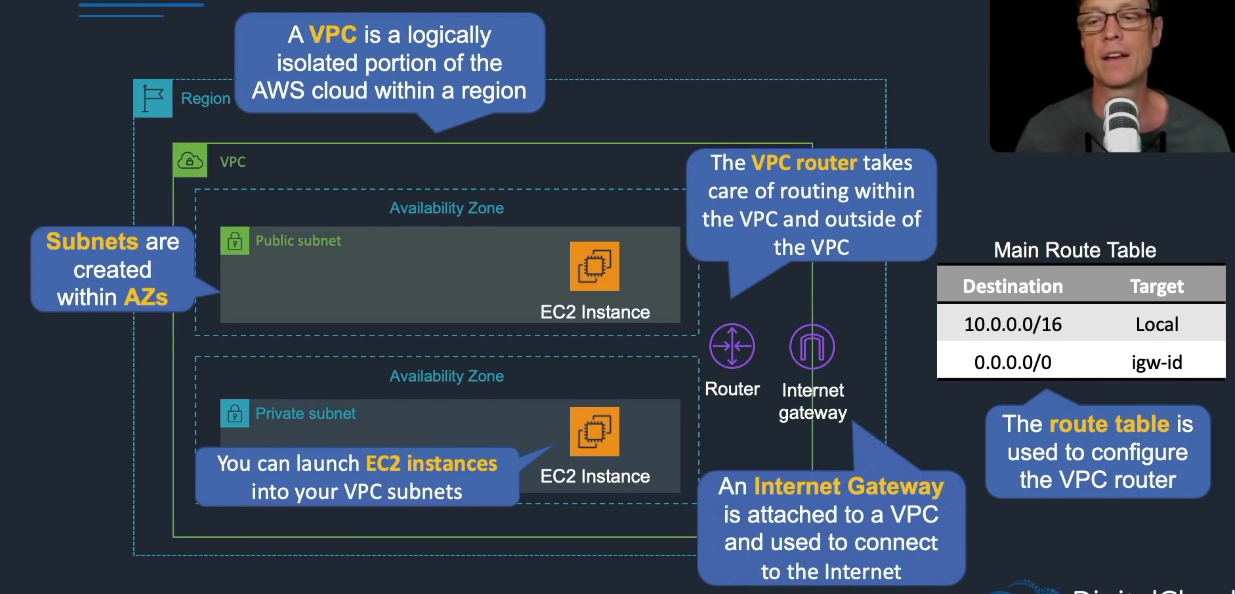 A VPC is a logically
isolated portion of the
AWS cloud within a region
Region
VPC
The VPC router takes
care of routing within
the VPC and outside of
the VPC
Availability Zone
Subnets are
created
within AZs
Public subnet
EC2 Instance
Main Route Table
Destination Target
10.0.0.0/16 Local
0.0.0.0/0 igw-id
Router
Internet
gateway
Availability Zone
Private subnet
You can launch EC2 instances
into your VPC subnets
EC2 Instance
The route table is
used to configure
the VPC router
An Internet Gateway
is attached to a VPC
and used to connect
to the Internet